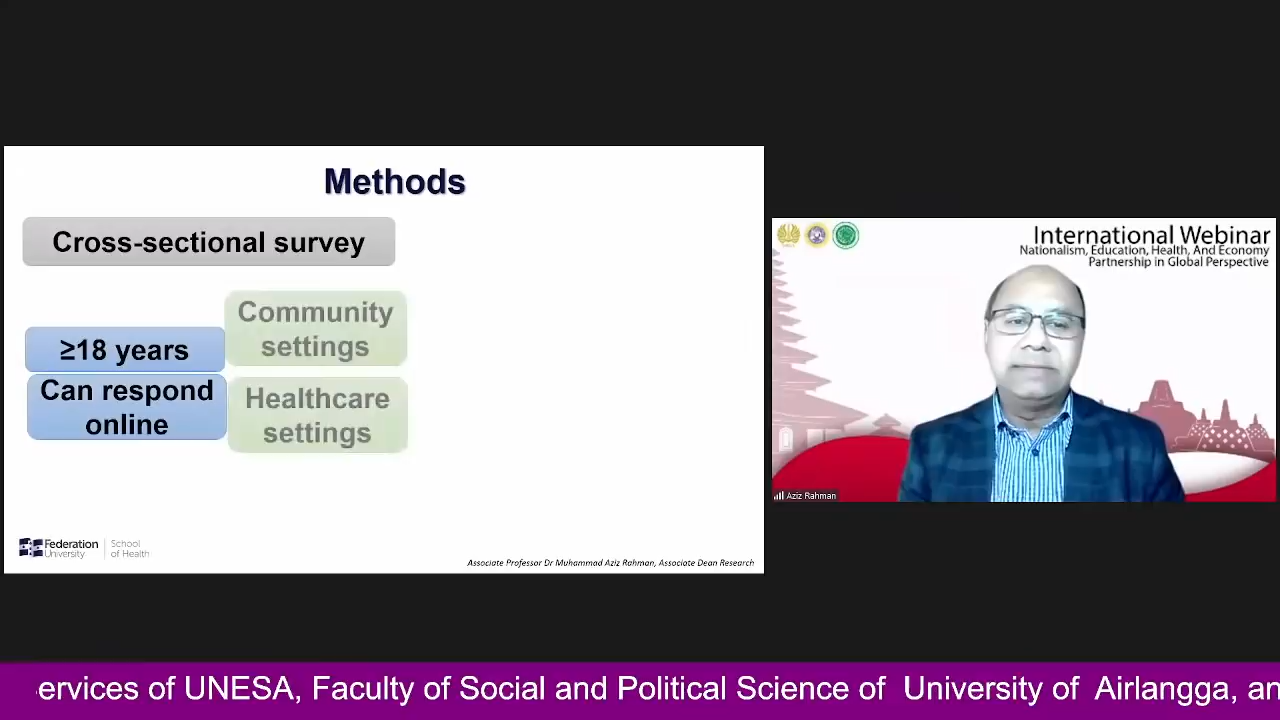 Methods
Cross-sectional survey
Community
settings
≥18 years
Can respond
online
Healthcare
settings
Federation
University
School
of Health
Associate Professor Dr Muhammad Aziz Rahman, Associate Dean Research
International Webinar
Nationalism, Education, Health, And Economy
Partnership in Global Perspective
Aziz Rahman
ervices of UNESA, Faculty of Social and Political Science of University of Airlangga, an